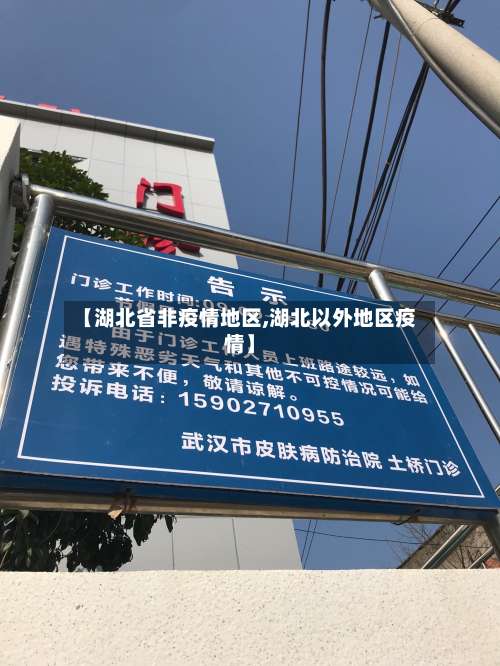 门
告 示
门诊工作时间:09
节假
【湖北省非疫情地区,湖北以外地区疫
情】
由于门诊工 人员上班路途较远，如
遇特殊恶劣天气和其他不可控情况可能给
您带来不便，敬请谅解。
投诉电话：15902710955
武汉市皮肤病防治院 土桥门诊